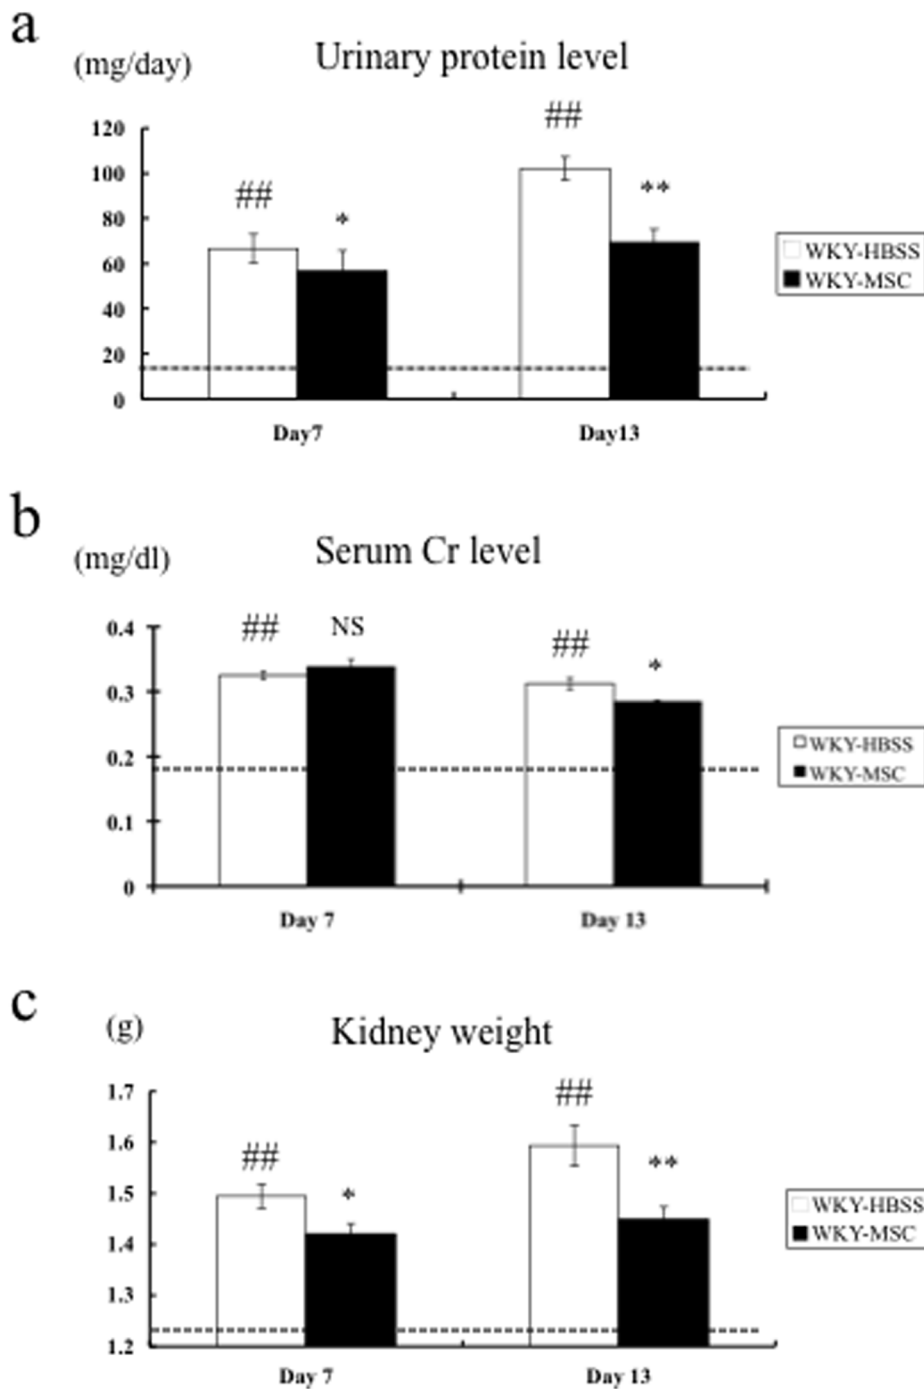 a
(mg/day)
Urinary protein level
##
##
*
**
120
100
80
60
40
20
0
Day7
Day13
WKY-HBSS
WKY-MSC
b
(mg/dl)
Serum Cr level
##
NS
##
*
0.4
0.3
0.2
0.1
0
Day 7
Day 13
WKY-HBSS
WKY-MSC
c
(g)
Kidney weight
##
##
*
**
1.7
1.6
1.5
1.4
1.3
1.2
Day 7
Day 13
WKY-HBSS
WKY-MSC